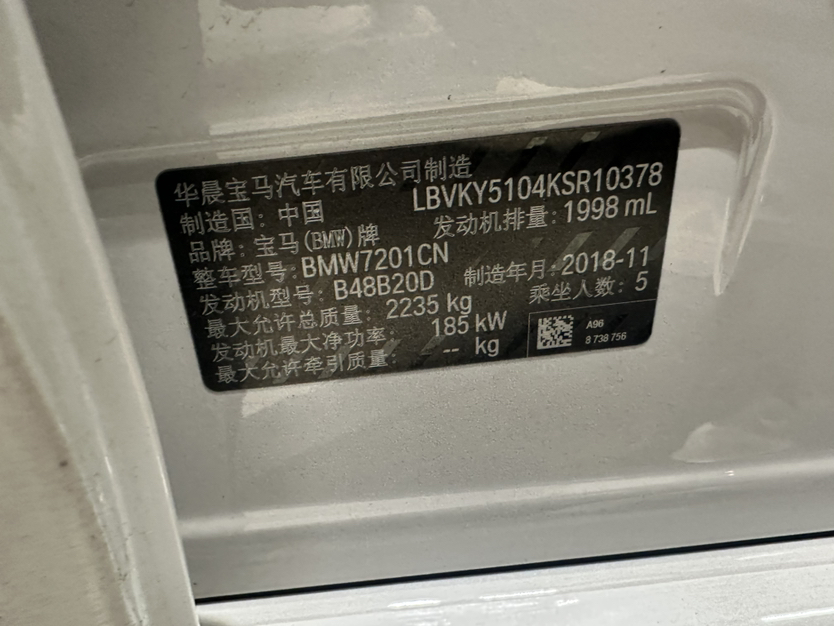 华晨宝马汽车有限公司制造
LBVKY5104KSR10378
制造国：中国
发动机排量：1998 mL
品牌：宝马(BMW)牌
整车型号：BMW7201CN
制造年月：2018-11
发动机型号：B48B20D
乘坐人数：5
最大允许总质量：2235 kg
发动机最大净功率：185 kW
最大允许牵引质量：-- kg
A96
8 738 756